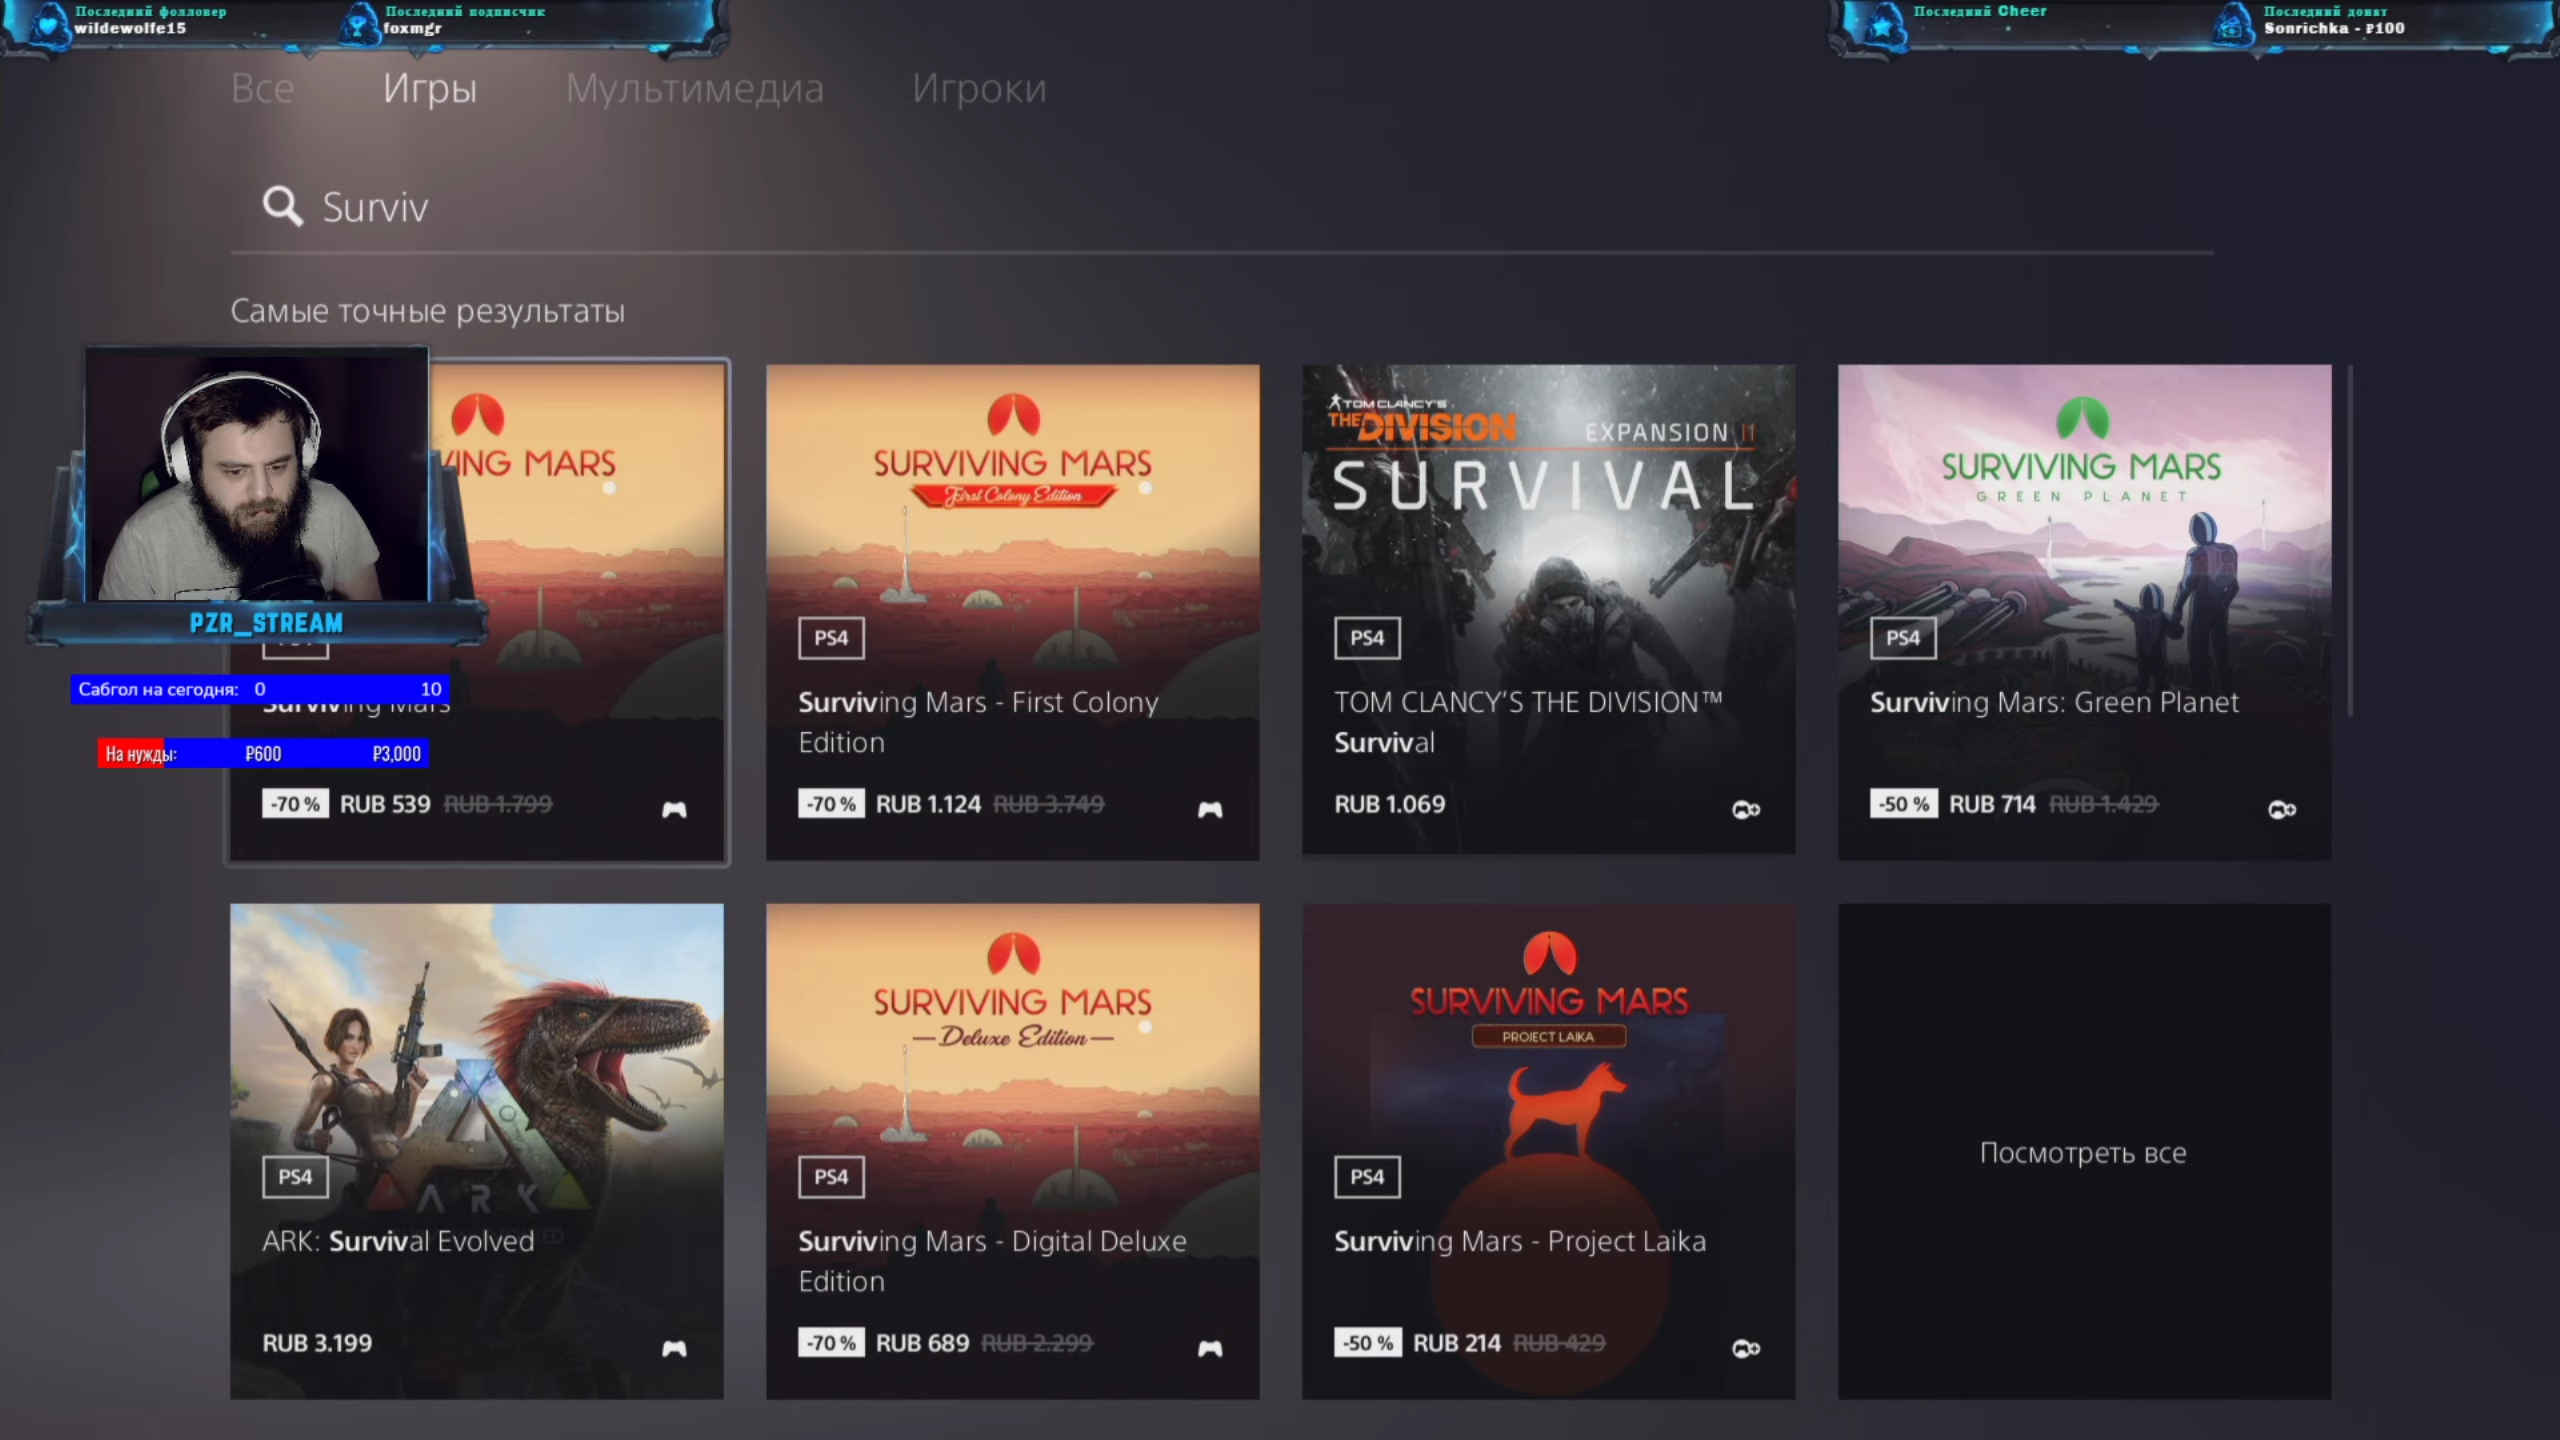 Последний фолловер
wildewolfe15
Последний подписчик
foxmgr
Последний Cheer
Последний донат
Sonrichka - ₽100
Все
Игры
Мультимедиа
Игроки
Surviv
Самые точные результаты
VING MARS
PZR_STREAM
Сабгол на сегодня: 0 10
Surviving Mars
На нужды: ₽600 ₽3,000
-70 % RUB 539 RUB 1.799
SURVIVING MARS
First Colony Edition
PS4
Surviving Mars - First Colony
Edition
-70 % RUB 1.124 RUB 3.749
TOM CLANCY'S
THE DIVISION
EXPANSION II
SURVIVAL
PS4
TOM CLANCY'S THE DIVISION™
Survival
RUB 1.069
SURVIVING MARS
GREEN PLANET
PS4
Surviving Mars: Green Planet
-50 % RUB 714 RUB 1.429
PS4
ARK
ARK: Survival Evolved
RUB 3.199
SURVIVING MARS
Deluxe Edition
PS4
Surviving Mars - Digital Deluxe
Edition
-70 % RUB 689 RUB 2.299
SURVIVING MARS
PROJECT LAIKA
PS4
Surviving Mars - Project Laika
-50 % RUB 214 RUB 429
Посмотреть все